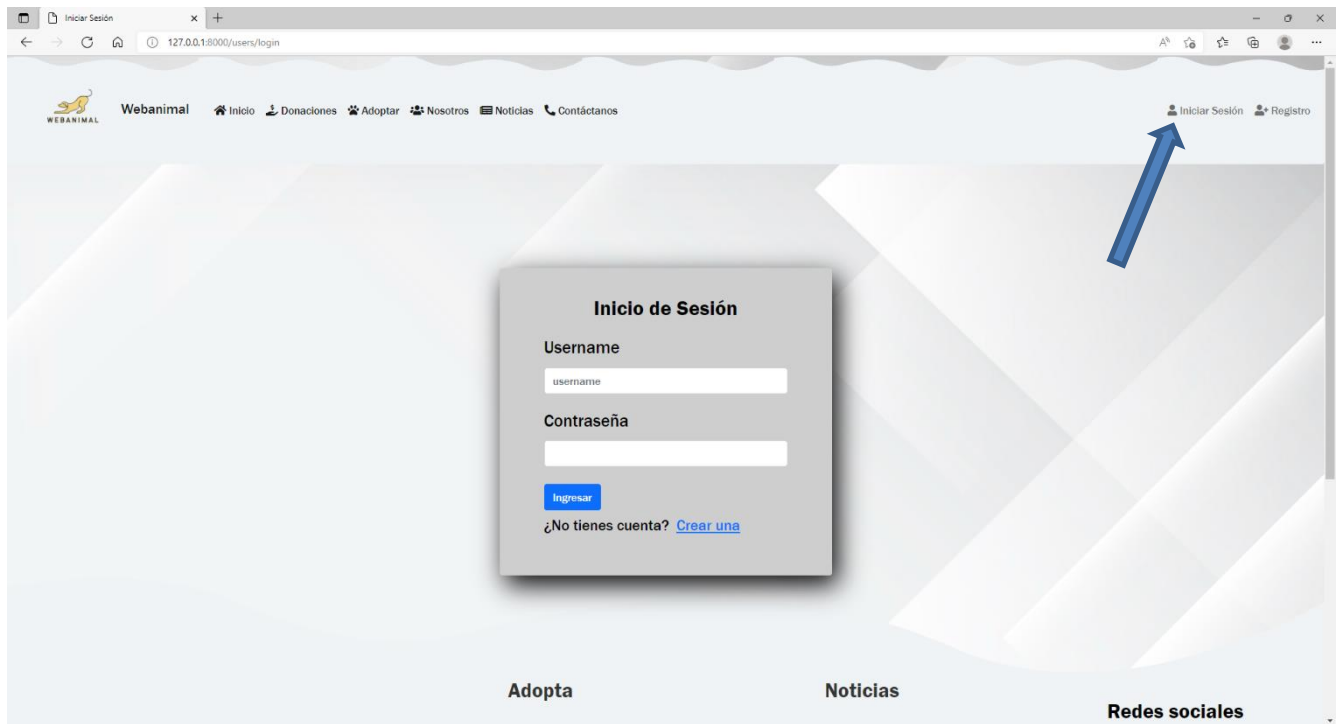 Iniciar Sesión
127.0.0.1:8000/users/login
WEBANIMAL
Webanimal Inicio Donaciones Adoptar Nosotros Noticias Contáctanos Iniciar Sesión Registro
Inicio de Sesión
Username
username
Contraseña
Ingresar
¿No tienes cuenta? Crear una
Adopta Noticias
Redes sociales